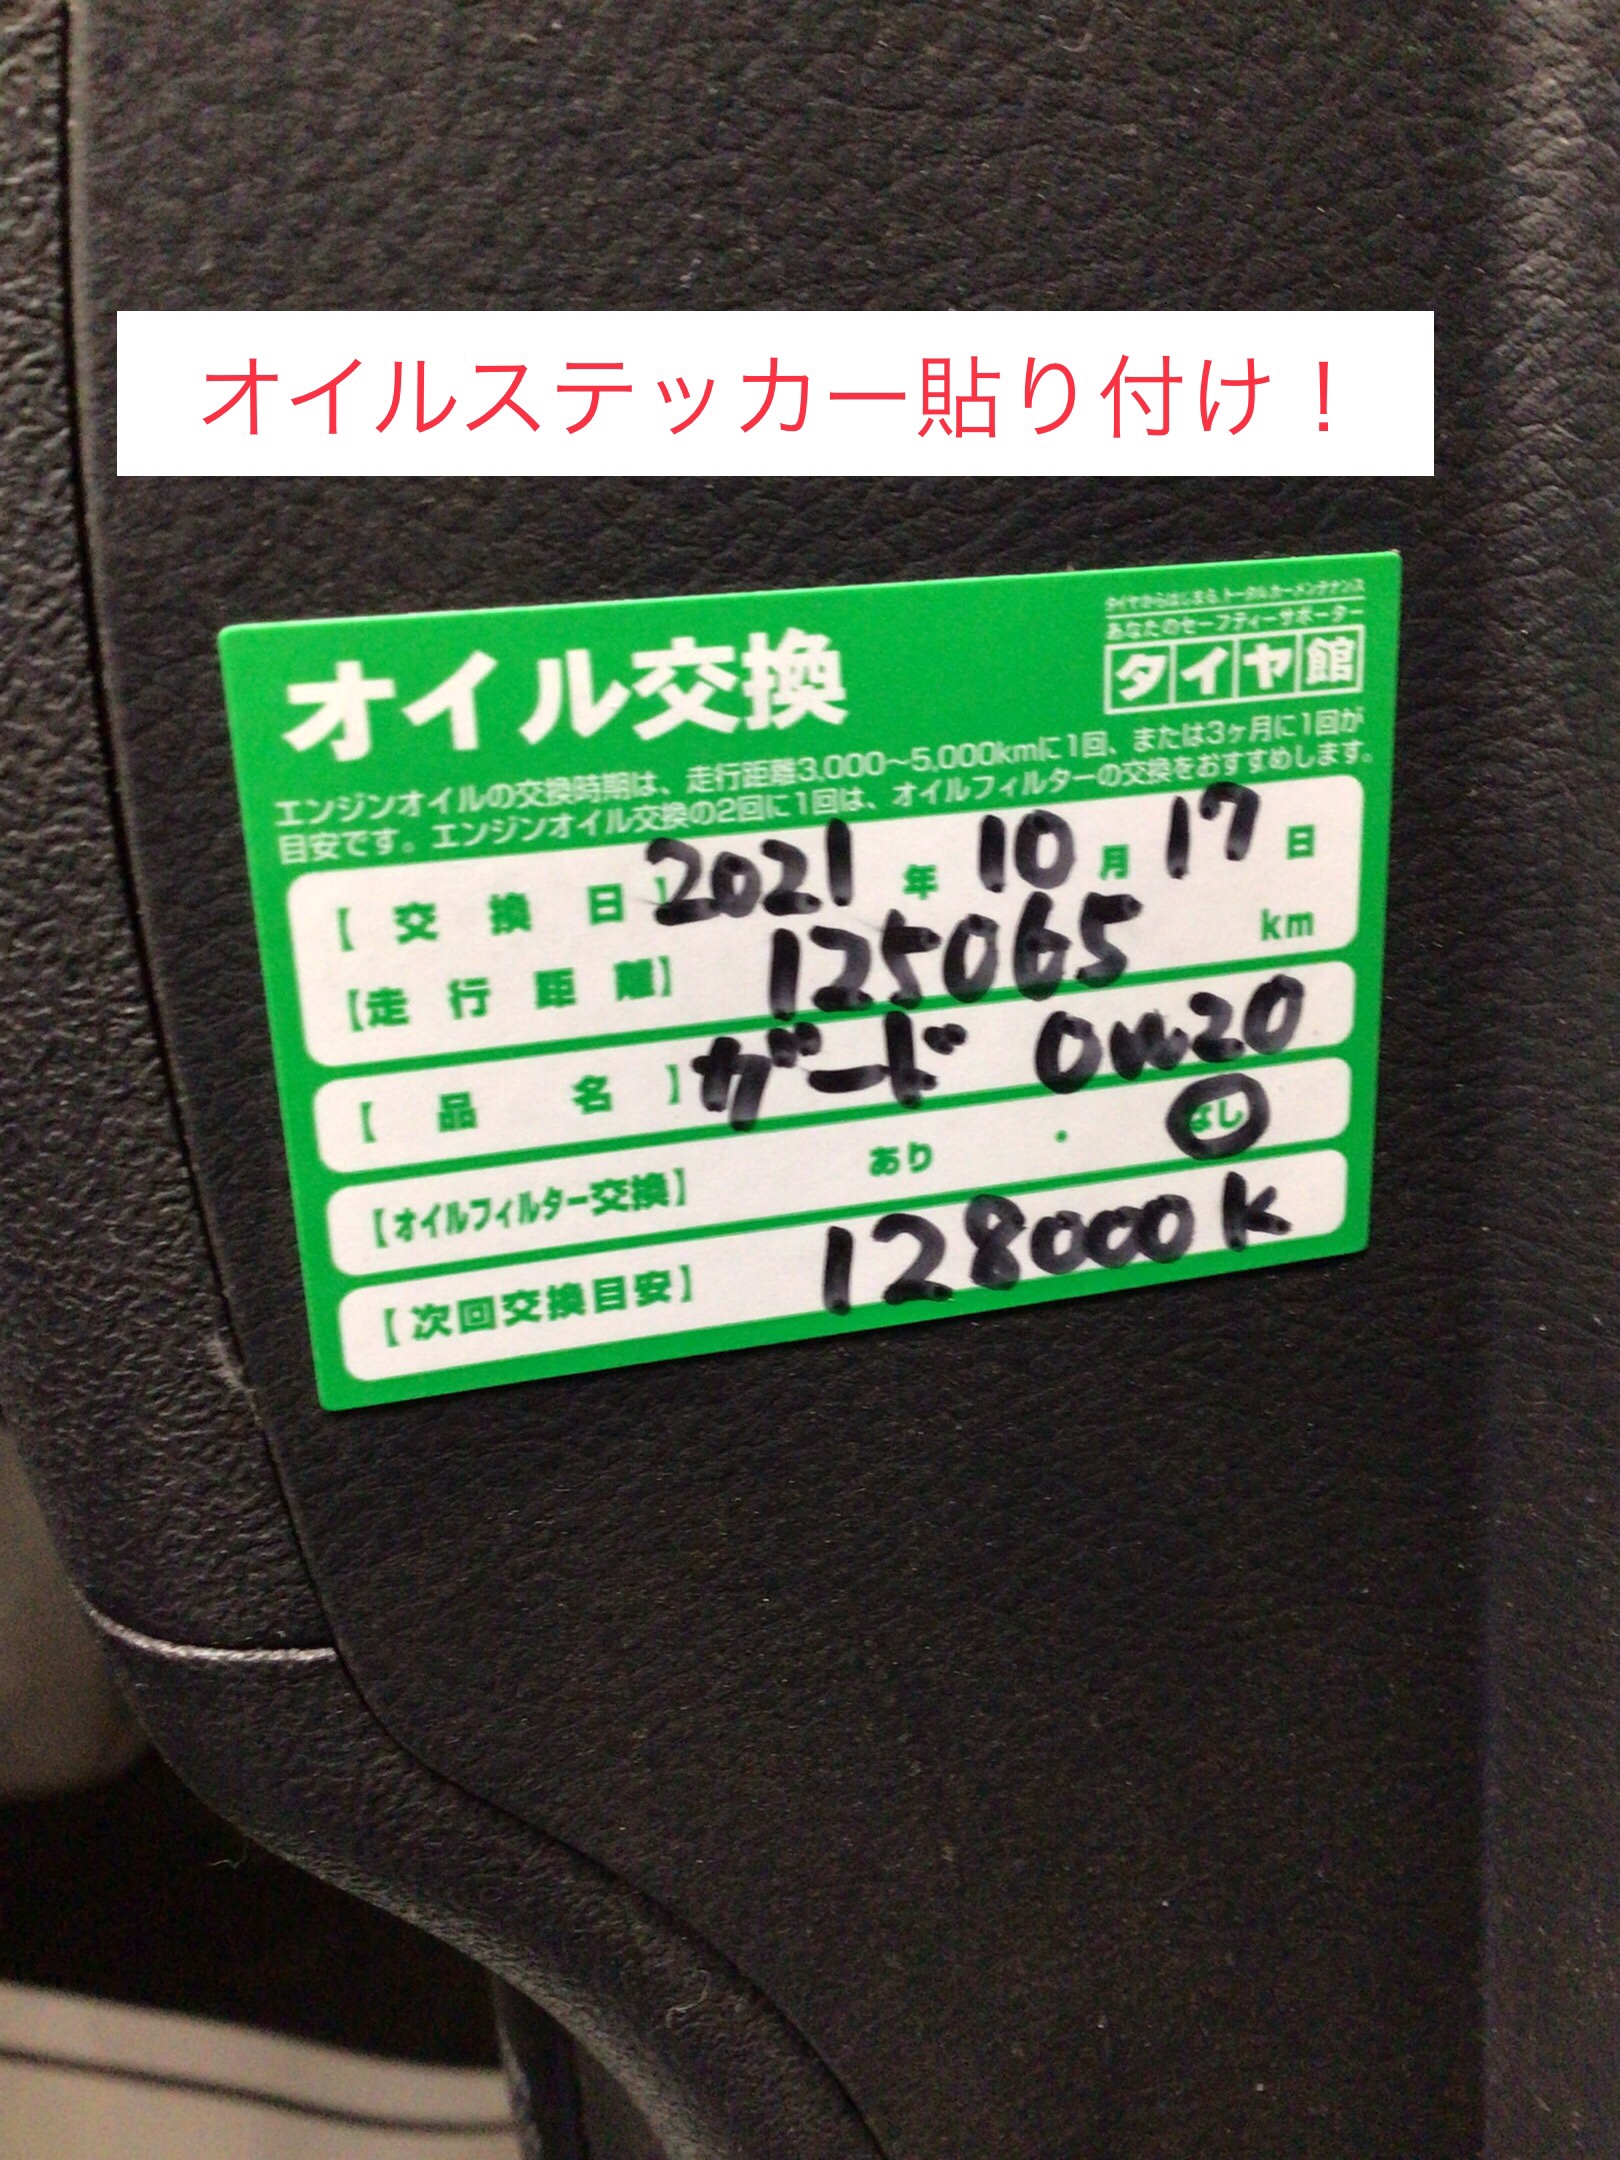 オイルステッカー貼り付け！
オイル交換
タイヤからはじまる、トータルカーメンテナンス
あなたのセーフティーサポーター
タイヤ館
エンジンオイルの交換時期は、走行距離3,000〜5,000kmに1回、または3ヶ月に1回が
目安です。エンジンオイル交換の2回に1回は、オイルフィルターの交換をおすすめします。
【交換日】2021年10月17日
【走行距離】125065km
【品名】ガード 0w20
【オイルフィルター交換】あり・なし
【次回交換目安】128000K